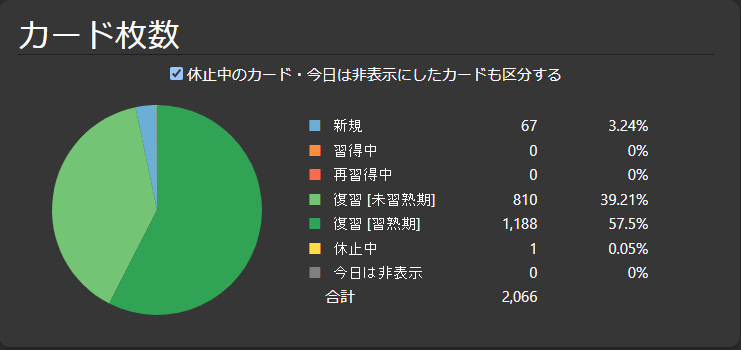 カード枚数
休止中のカード・今日は非表示にしたカードも区分する
新規 67 3.24%
習得中 0 0%
再習得中 0 0%
復習 [未習熟期] 810 39.21%
復習 [習熟期] 1,188 57.5%
休止中 1 0.05%
今日は非表示 0 0%
合計 2,066